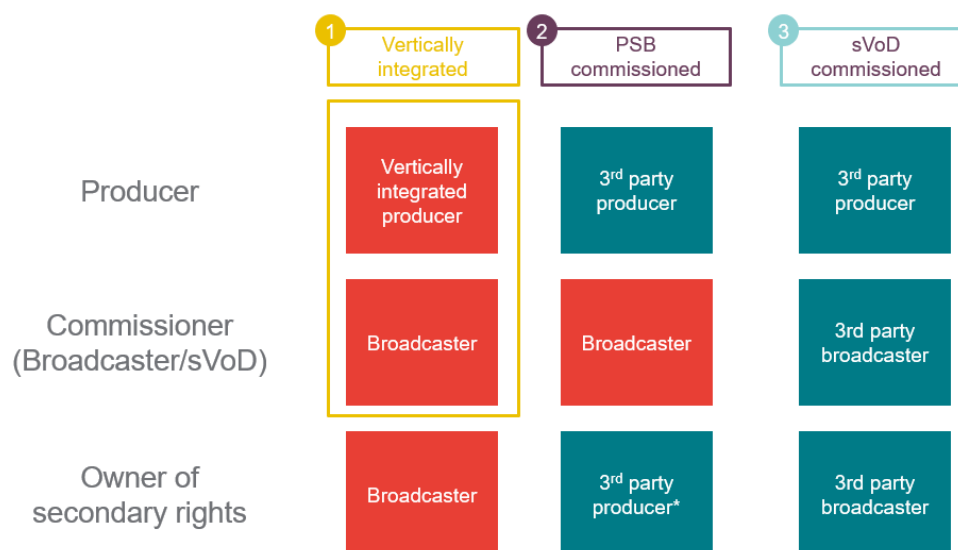 1
Vertically
integrated
2
PSB
commissioned
3
sVoD
commissioned
Producer
Vertically
integrated
producer
3rd party
producer
3rd party
producer
Commissioner
(Broadcaster/sVoD)
Broadcaster
Broadcaster
3rd party
broadcaster
Owner of
secondary rights
Broadcaster
3rd party
producer*
3rd party
broadcaster